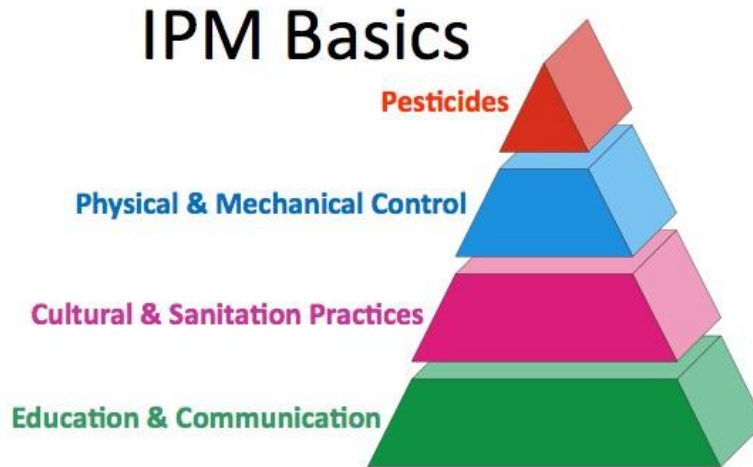 IPM Basics
Pesticides
Physical & Mechanical Control
Cultural & Sanitation Practices
Education & Communication